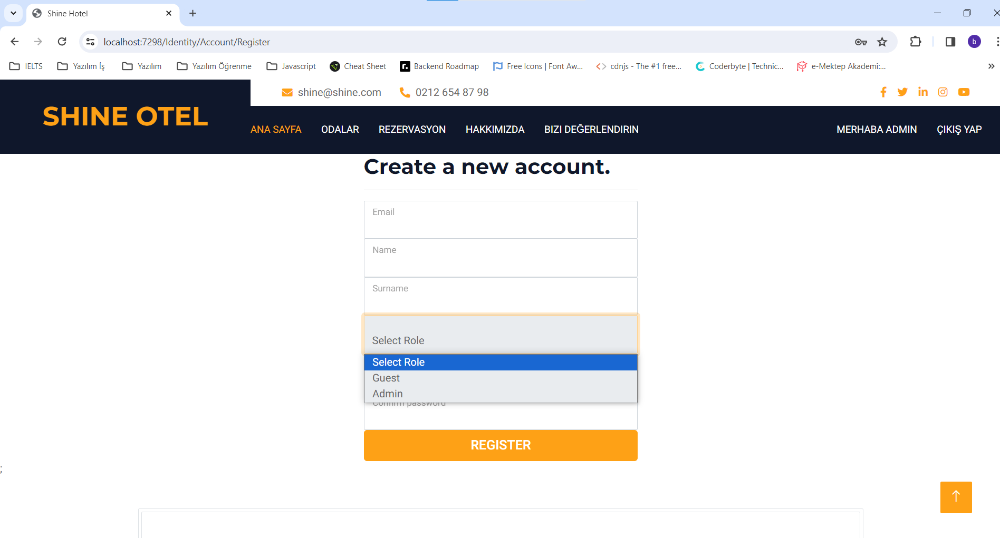 Shine Hotel
localhost:7298/Identity/Account/Register
b
IELTS Yazılım İş Yazılım Yazılım Öğrenme Javascript Cheat Sheet Backend Roadmap Free Icons | Font Aw... cdnjs - The #1 free... Coderbyte | Technic... e-Mektep Akademi:...
shine@shine.com 0212 654 87 98
SHINE OTEL
ANA SAYFA ODALAR REZERVASYON HAKKIMIZDA BIZI DEĞERLENDIRIN MERHABA ADMIN ÇIKIŞ YAP
Create a new account.
Email
Name
Surname
Select Role
Select Role
Guest
Admin
Confirm password
REGISTER
;